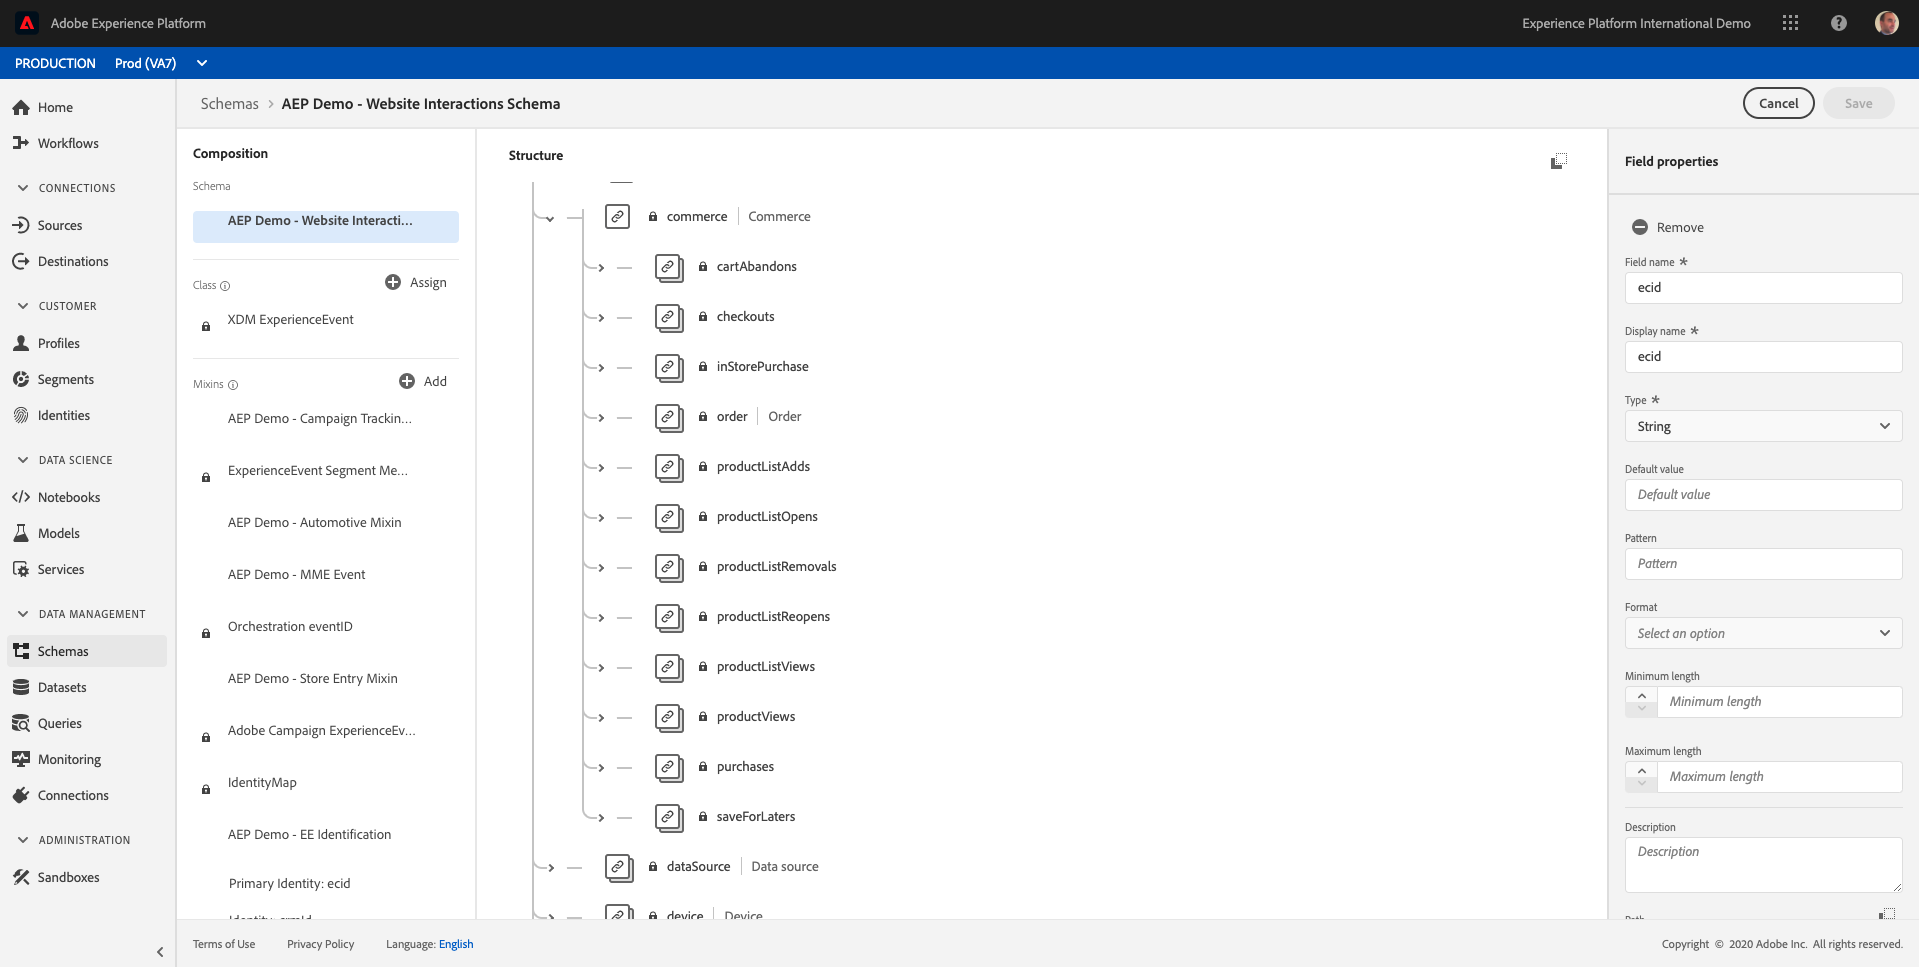 Adobe Experience Platform
Experience Platform International Demo
PRODUCTION Prod (VA7)
Home
Workflows
CONNECTIONS
Sources
Destinations
CUSTOMER
Profiles
Segments
Identities
DATA SCIENCE
Notebooks
Models
Services
DATA MANAGEMENT
Schemas
Datasets
Queries
Monitoring
Connections
ADMINISTRATION
Sandboxes
Schemas > AEP Demo - Website Interactions Schema
Cancel
Save
Composition
Schema
AEP Demo - Website Interacti...
Class
Assign
XDM ExperienceEvent
Mixins
Add
AEP Demo - Campaign Trackin...
ExperienceEvent Segment Me...
AEP Demo - Automotive Mixin
AEP Demo - MME Event
Orchestration eventID
AEP Demo - Store Entry Mixin
Adobe Campaign ExperienceEv...
IdentityMap
AEP Demo - EE Identification
Primary Identity: ecid
Identity: crmId
Structure
commerce | Commerce
cartAbandons
checkouts
inStorePurchase
order | Order
productListAdds
productListOpens
productListRemovals
productListReopens
productListViews
productViews
purchases
saveForLaters
dataSource | Data source
device | Device
Field properties
Remove
Field name *
ecid
Display name *
ecid
Type *
String
Default value
Default value
Pattern
Pattern
Format
Select an option
Minimum length
Minimum length
Maximum length
Maximum length
Description
Description
Path
Terms of Use
Privacy Policy
Language: English
Copyright © 2020 Adobe Inc. All rights reserved.